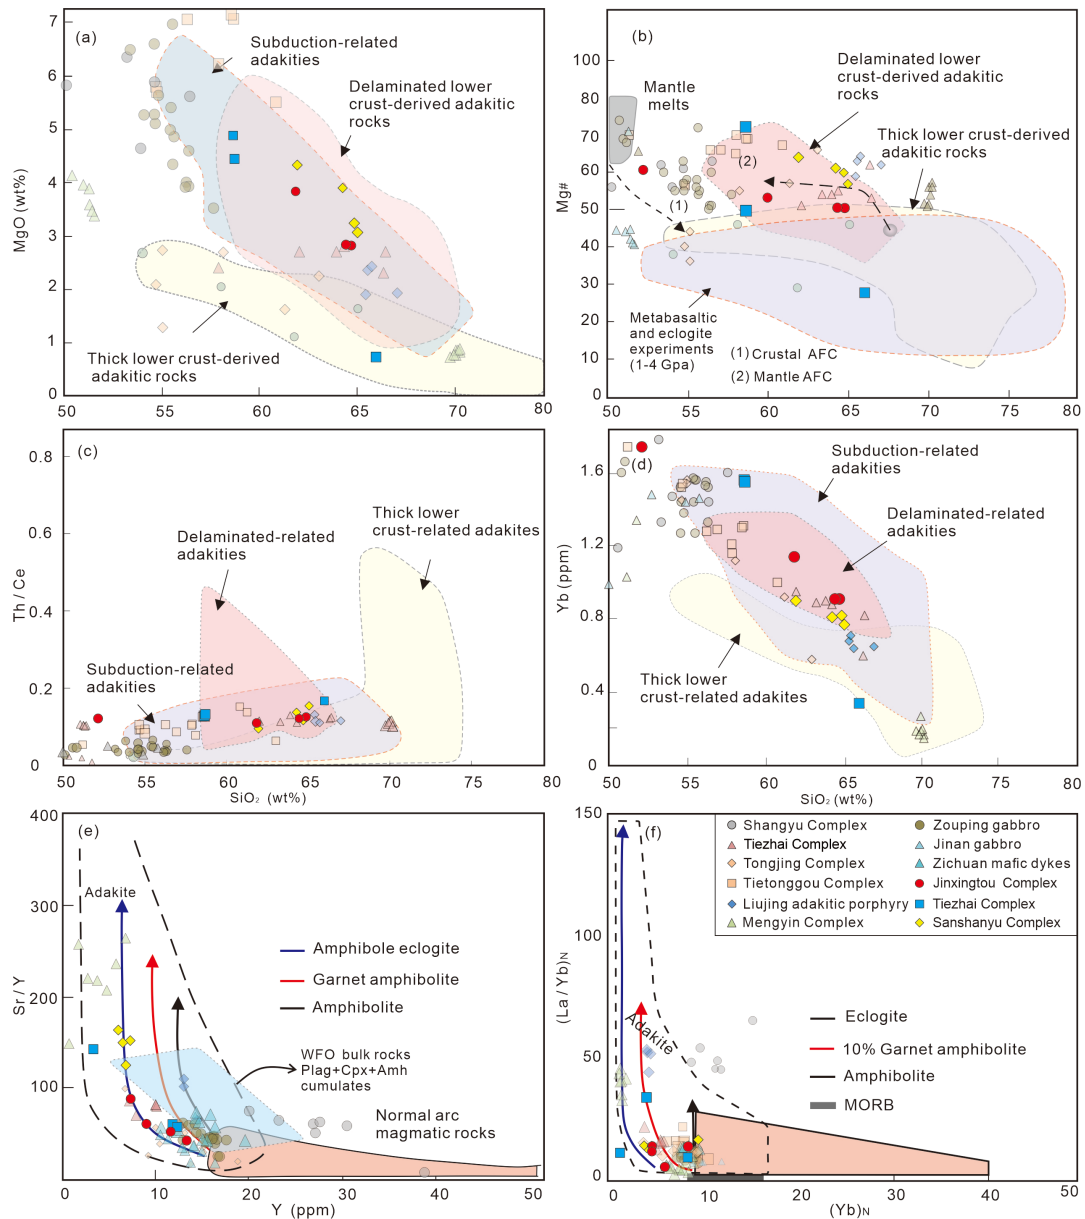 (a)
Subduction-related
adakities
Delaminated lower
crust-derived adakitic
rocks
Thick lower crust-derived
adakitic rocks
MgO (wt%)
7
6
5
4
3
2
1
0
50
60
65
70
80
(b)
Mantle
melts
Delaminated lower
crust-derived adakitic
rocks
Thick lower crust-derived
adakitic rocks
(2)
(1)
Metabasaltic
and eclogite
experiments
(1-4 Gpa)
(1) Crustal AFC
(2) Mantle AFC
Mg#
100
80
70
60
50
40
30
20
10
0
50
55
60
65
70
80
(c)
Delaminated-related
adakities
Thick lower
crust-related adakites
Subduction-related
adakities
Th / Ce
0.8
0.6
0.4
0.2
0
50
55
60
65
70
80
SiO₂ (wt%)
(d)
Subduction-related
adakities
Delaminated-related
adakities
Thick lower
crust-related adakites
Yb (ppm)
1.6
1.2
0.8
0.4
0
50
55
60
65
70
80
SiO₂ (wt%)
(e)
Adakite
Amphibole eclogite
Garnet amphibolite
Amphibolite
WFO bulk rocks
Plag+Cpx+Amh
cumulates
Normal arc
magmatic rocks
Sr / Y
400
300
200
100
0
10
20
30
40
50
Y (ppm)
(f)
Shangyu Complex
Tiezhai Complex
Tongjing Complex
Tietonggou Complex
Liujing adakitic porphyry
Mengyin Complex
Zouping gabbro
Jinan gabbro
Zichuan mafic dykes
Jinxingtou Complex
Tiezhai Complex
Sanshanyu Complex
Adakite
Eclogite
10% Garnet amphibolite
Amphibolite
MORB
(La / Yb)N
150
100
50
0
0
10
20
30
40
50
(Yb)N